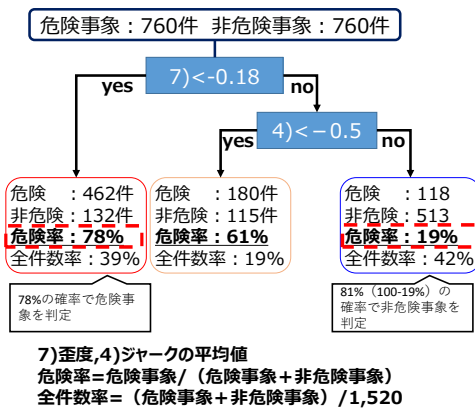 危険事象：760件 非危険事象：760件
7)<-0.18
yes
no
4)<－0.5
yes
no
危険　：462件
非危険：132件
危険率：78%
全件数率：39%
危険　：180件
非危険：115件
危険率：61%
全件数率：19%
危険　：118
非危険：513
危険率：19%
全件数率：42%
78%の確率で危険事
象を判定
81%（100-19%）の
確率で非危険事象を
判定
7)歪度,4)ジャークの平均値
危険率=危険事象/（危険事象＋非危険事象）
全件数率=（危険事象＋非危険事象）/1,520